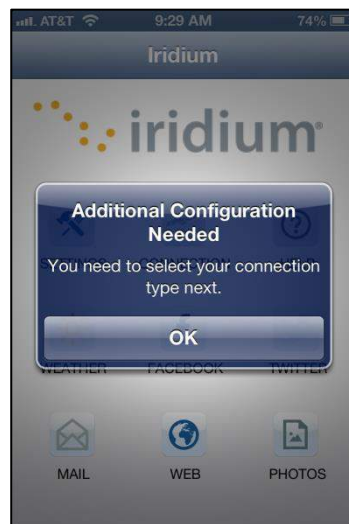 AT&T 9:29 AM 74%
Iridium
iridium®
Additional Configuration
Needed
You need to select your connection
type next.
OK
WEATHER FACEBOOK TWITTER
MAIL WEB PHOTOS